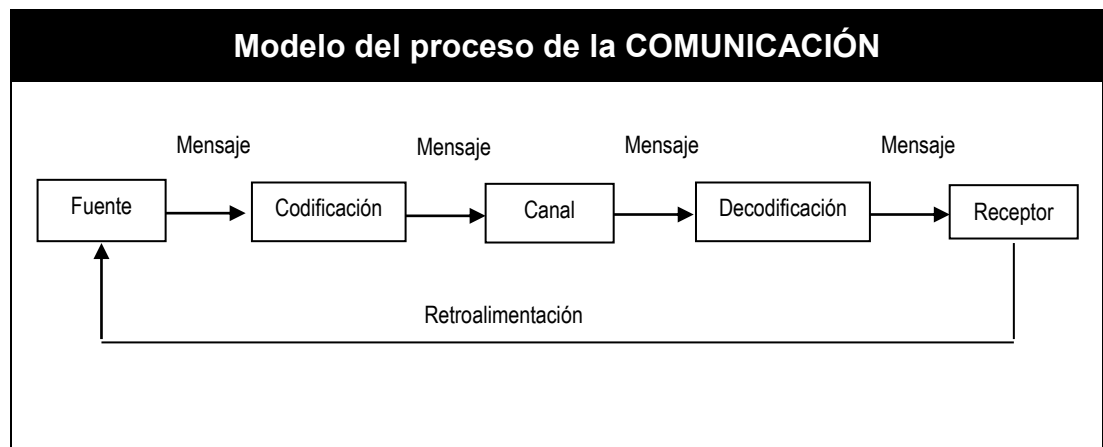 Modelo del proceso de la COMUNICACIÓN
Mensaje Mensaje Mensaje Mensaje
Fuente Codificación Canal Decodificación Receptor
Retroalimentación